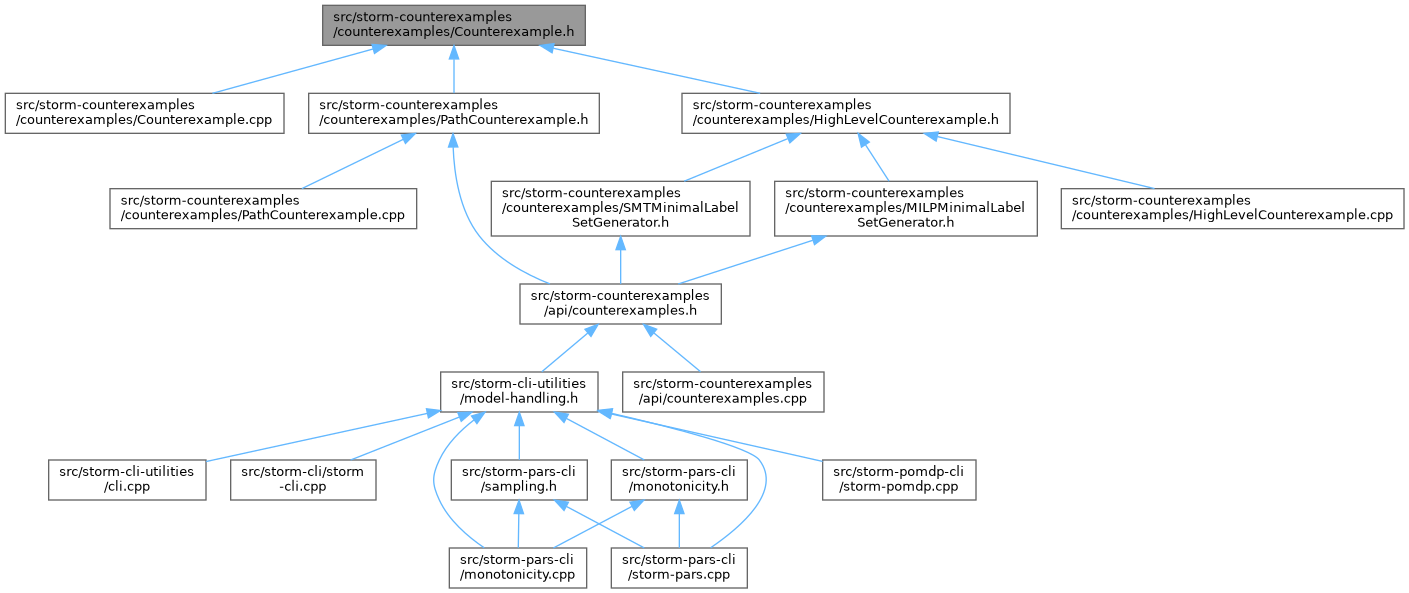 src/storm-counterexamples
/counterexamples/Counterexample.h
src/storm-counterexamples
/counterexamples/Counterexample.cpp
src/storm-counterexamples
/counterexamples/PathCounterexample.h
src/storm-counterexamples
/counterexamples/HighLevelCounterexample.h
src/storm-counterexamples
/counterexamples/PathCounterexample.cpp
src/storm-counterexamples
/counterexamples/SMTMinimalLabel
SetGenerator.h
src/storm-counterexamples
/counterexamples/MILPMinimalLabel
SetGenerator.h
src/storm-counterexamples
/counterexamples/HighLevelCounterexample.cpp
src/storm-counterexamples
/api/counterexamples.h
src/storm-cli-utilities
/model-handling.h
src/storm-counterexamples
/api/counterexamples.cpp
src/storm-cli-utilities
/cli.cpp
src/storm-cli/storm
-cli.cpp
src/storm-pars-cli
/sampling.h
src/storm-pars-cli
/monotonicity.h
src/storm-pomdp-cli
/storm-pomdp.cpp
src/storm-pars-cli
/monotonicity.cpp
src/storm-pars-cli
/storm-pars.cpp